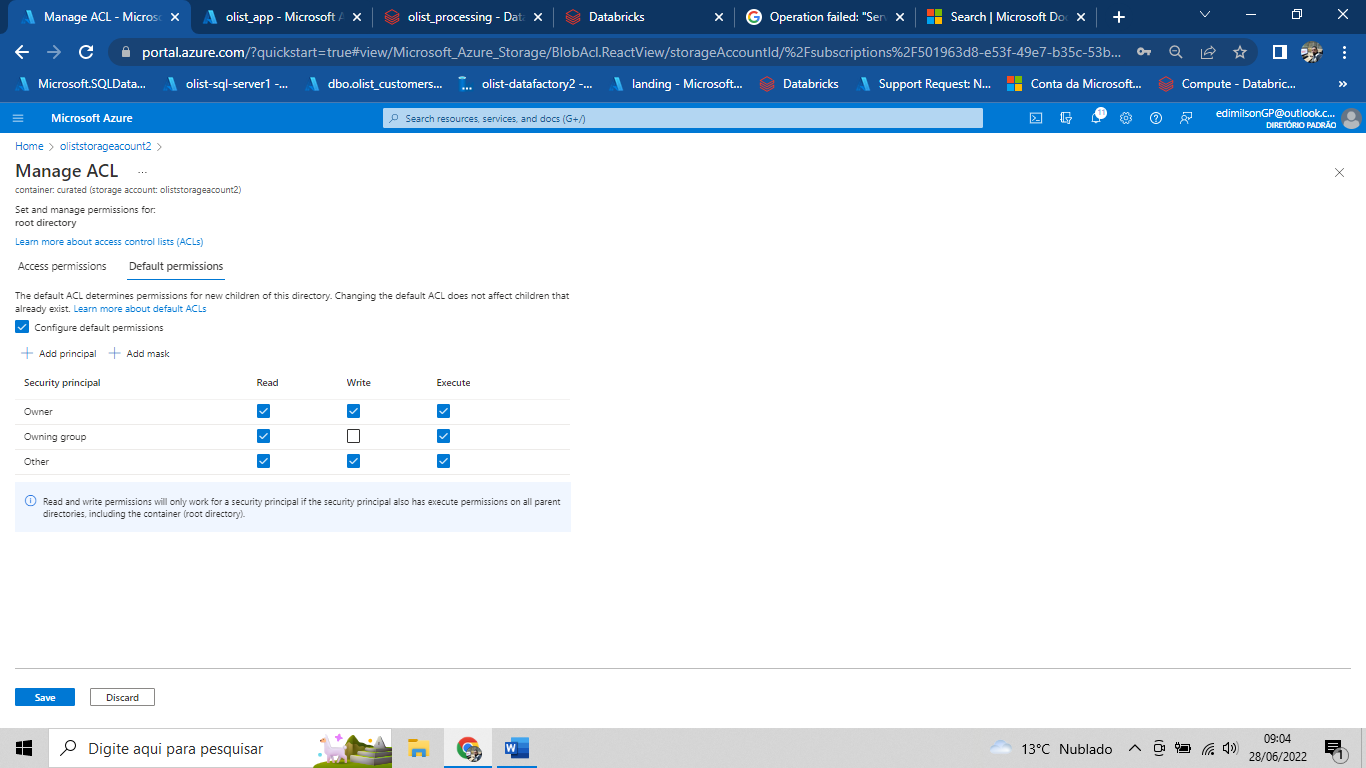 Manage ACL - Micros
olist_app - Microsoft A
olist_processing - Data
Databricks
Operation failed: "Serv
Search | Microsoft Do
portal.azure.com/?quickstart=true#view/Microsoft_Azure_Storage/BlobAcl.ReactView/storageAccountId/%2Fsubscriptions%2F501963d8-e53f-49e7-b35c-53b...
Microsoft.SQLData...
olist-sql-server1 -...
dbo.olist_customers...
olist-datafactory2 -...
landing - Microsoft...
Databricks
Support Request: N...
Conta da Microsoft...
Compute - Databric...
Microsoft Azure
Search resources, services, and docs (G+/)
11
edimilsonGP@outlook.c...
DIRETÓRIO PADRÃO
Home > oliststorageacount2 >
Manage ACL ...
container: curated (storage account: oliststorageacount2)
Set and manage permissions for:
root directory
Learn more about access control lists (ACLs)
Access permissions Default permissions
The default ACL determines permissions for new children of this directory. Changing the default ACL does not affect children that
already exist. Learn more about default ACLs
Configure default permissions
+ Add principal + Add mask
Security principal Read Write Execute
Owner
Owning group
Other
Read and write permissions will only work for a security principal if the security principal also has execute permissions on all parent
directories, including the container (root directory).
Save Discard
Digite aqui para pesquisar
13°C Nublado
09:04
28/06/2022
1